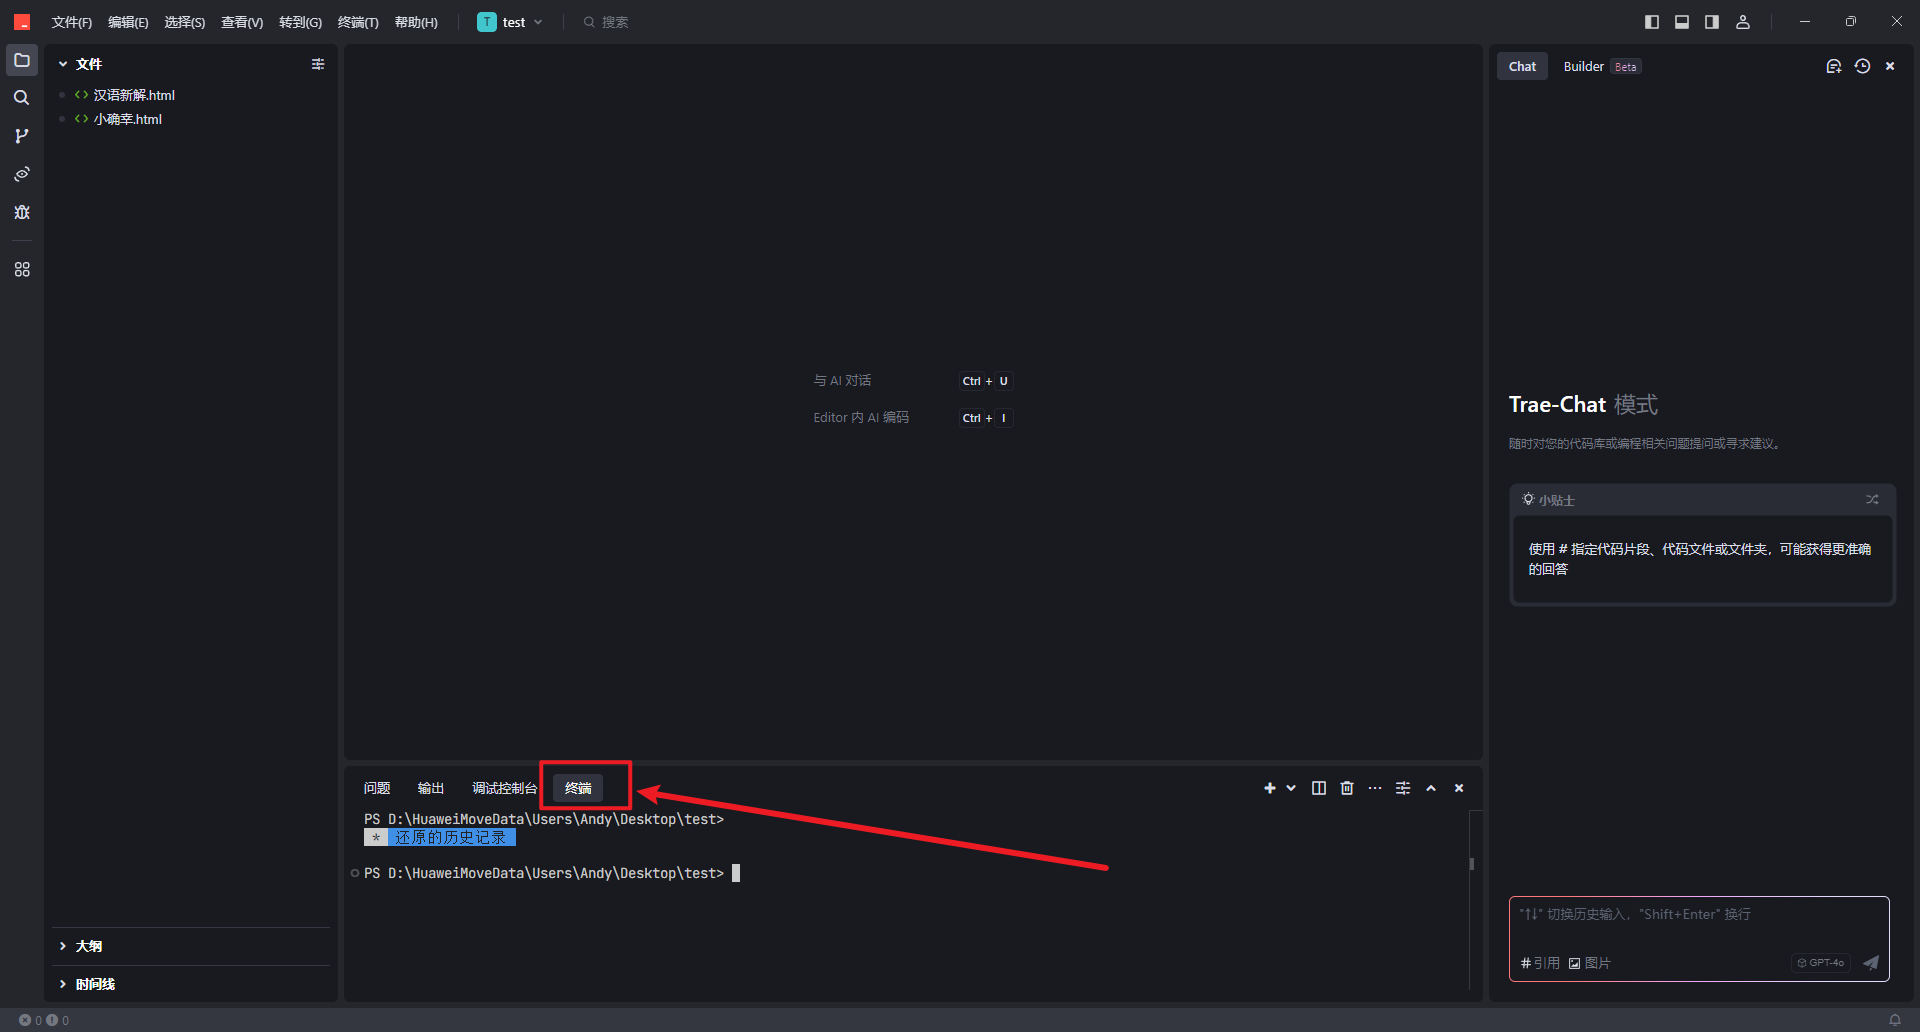 文件(F) 编辑(E) 选择(S) 查看(V) 转到(G) 终端(T) 帮助(H) T test 搜索
文件
汉语新解.html
小确幸.html
大纲
时间线
与 AI 对话 Ctrl + U
Editor 内 AI 编码 Ctrl + I
问题 输出 调试控制台 终端
PS D:\HuaweiMoveData\Users\Andy\Desktop\test>
* 还原的历史记录
PS D:\HuaweiMoveData\Users\Andy\Desktop\test>
Chat Builder Beta
Trae-Chat 模式
随时对您的代码库或编程相关问题提问或寻求建议。
小贴士
使用 # 指定代码片段、代码文件或文件夹，可能获得更准确
的回答
"↑↓" 切换历史输入，"Shift+Enter" 换行
#引用 图片 GPT-4o
0 0